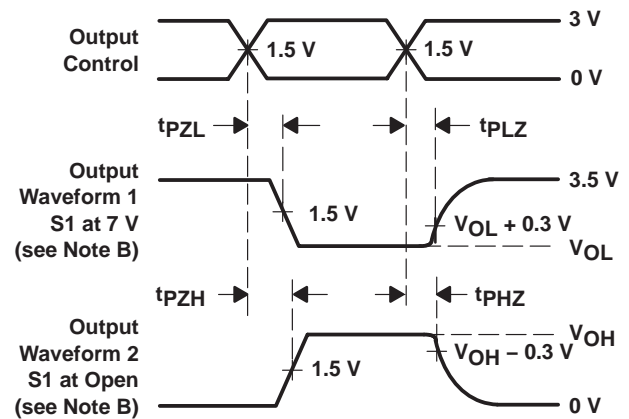 Output
Control
1.5 V
1.5 V
3 V
0 V
tPZL
tPLZ
Output
Waveform 1
S1 at 7 V
(see Note B)
1.5 V
3.5 V
VOL + 0.3 V
VOL
tPZH
tPHZ
Output
Waveform 2
S1 at Open
(see Note B)
1.5 V
VOH
VOH – 0.3 V
0 V